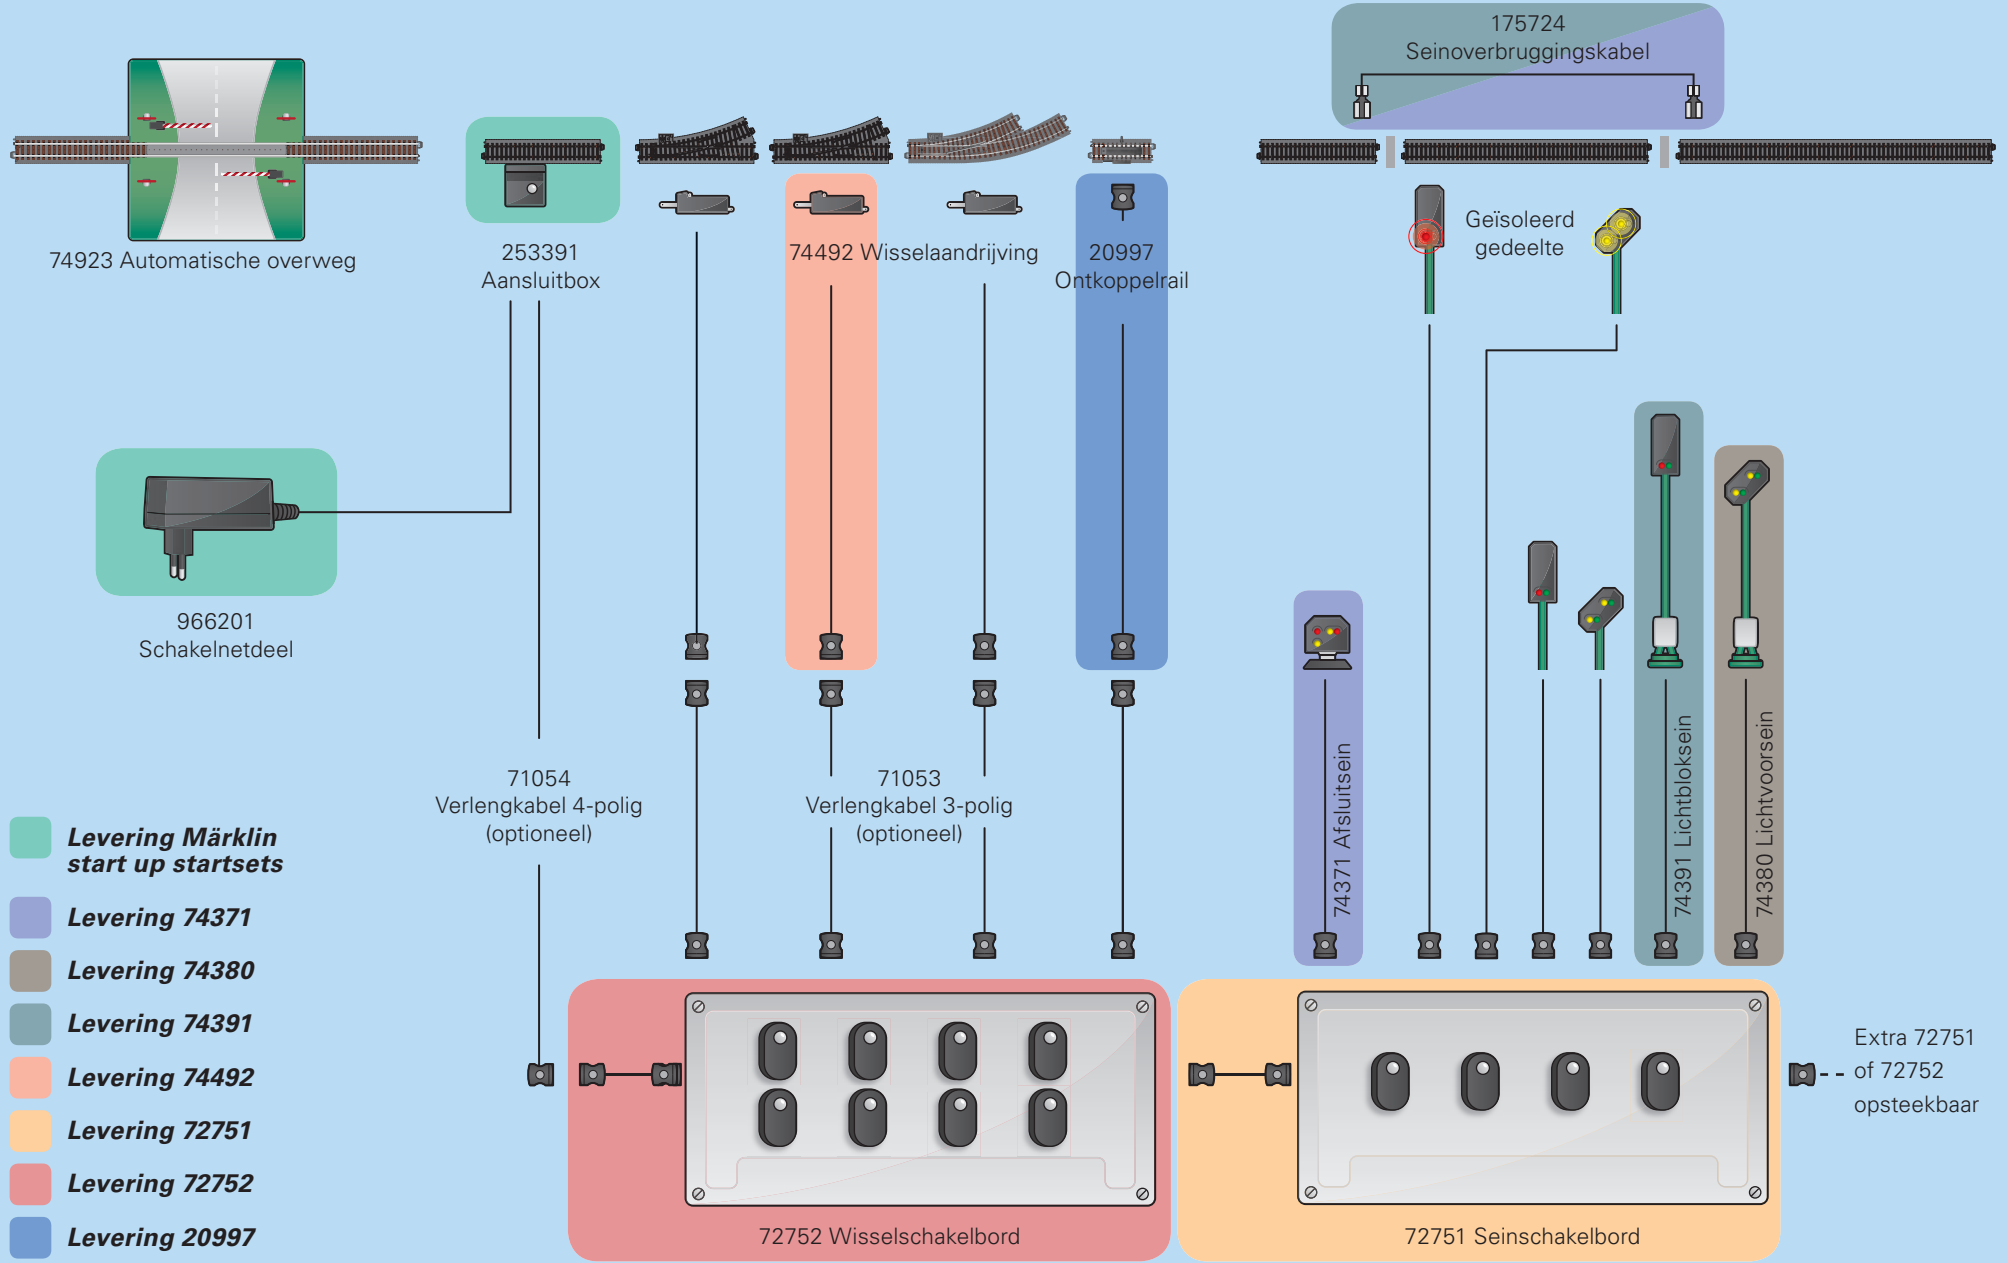 175724
Seinoverbruggingskabel
74923 Automatische overweg
253391
Aansluitbox
74492 Wisselaandrijving
20997
Ontkoppelrail
Geïsoleerd
gedeelte
966201
Schakelnetdeel
71054
Verlengkabel 4-polig
(optioneel)
71053
Verlengkabel 3-polig
(optioneel)
74371 Afsluitsein
74391 Lichtbloksein
74380 Lichtvoorsein
Levering Märklin
start up startsets
Levering 74371
Levering 74380
Levering 74391
Levering 74492
Levering 72751
Levering 72752
Levering 20997
72752 Wisselschakelbord
72751 Seinschakelbord
Extra 72751
of 72752
opsteekbaar